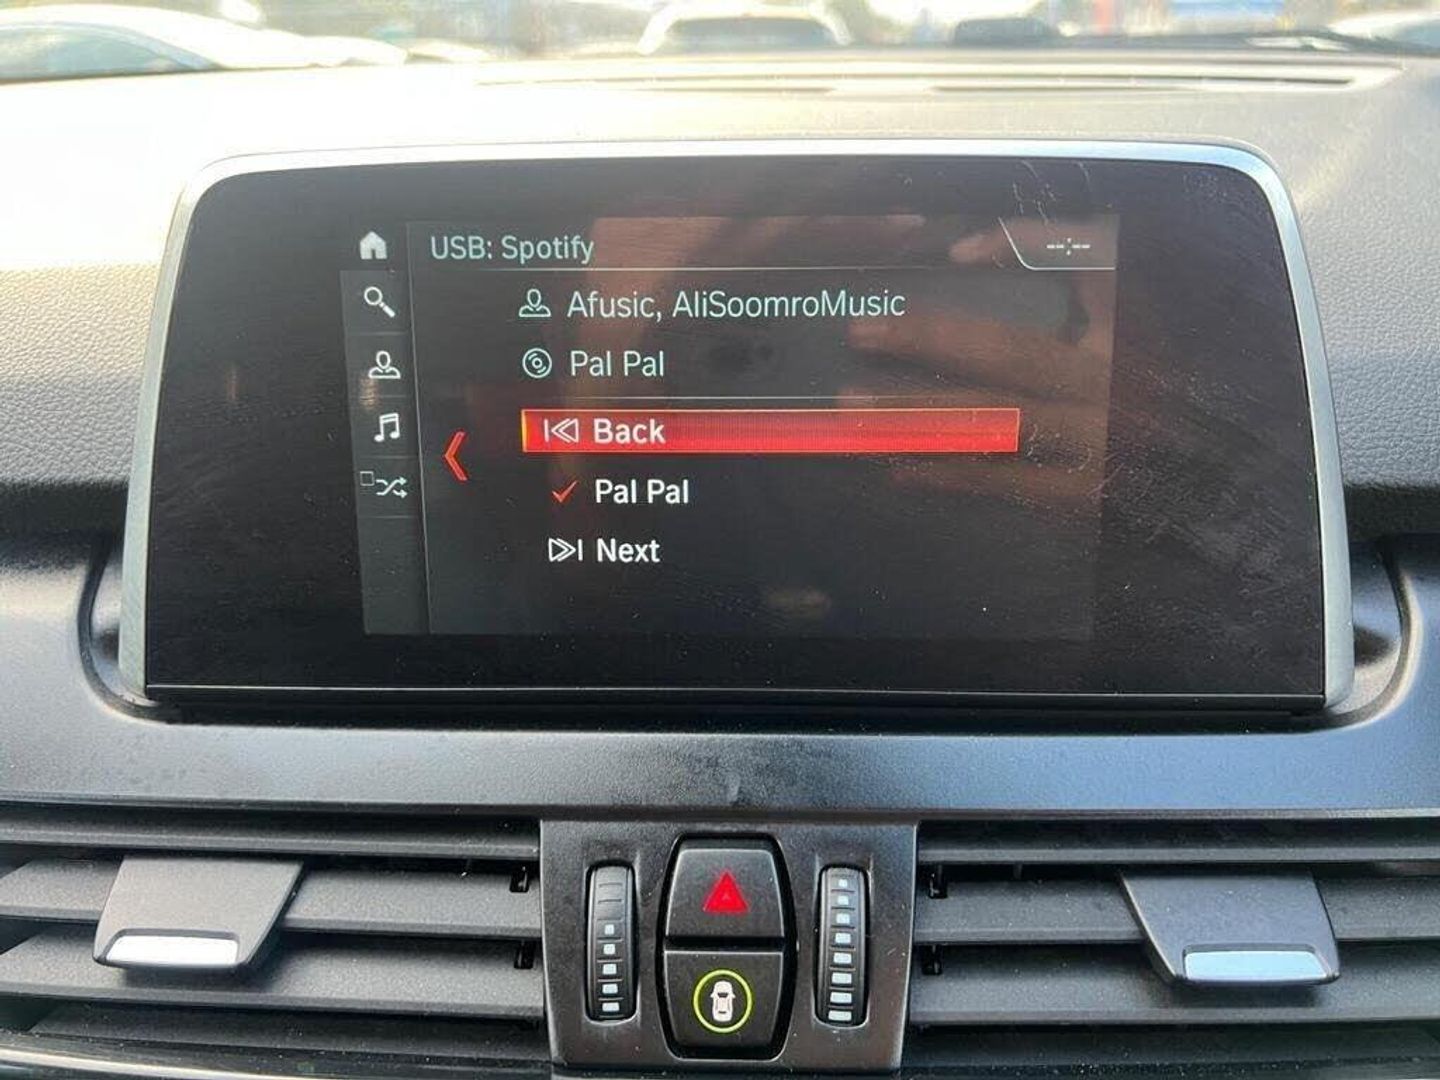 USB: Spotify
--:--
Afusic, AliSoomroMusic
Pal Pal
Back
Pal Pal
Next